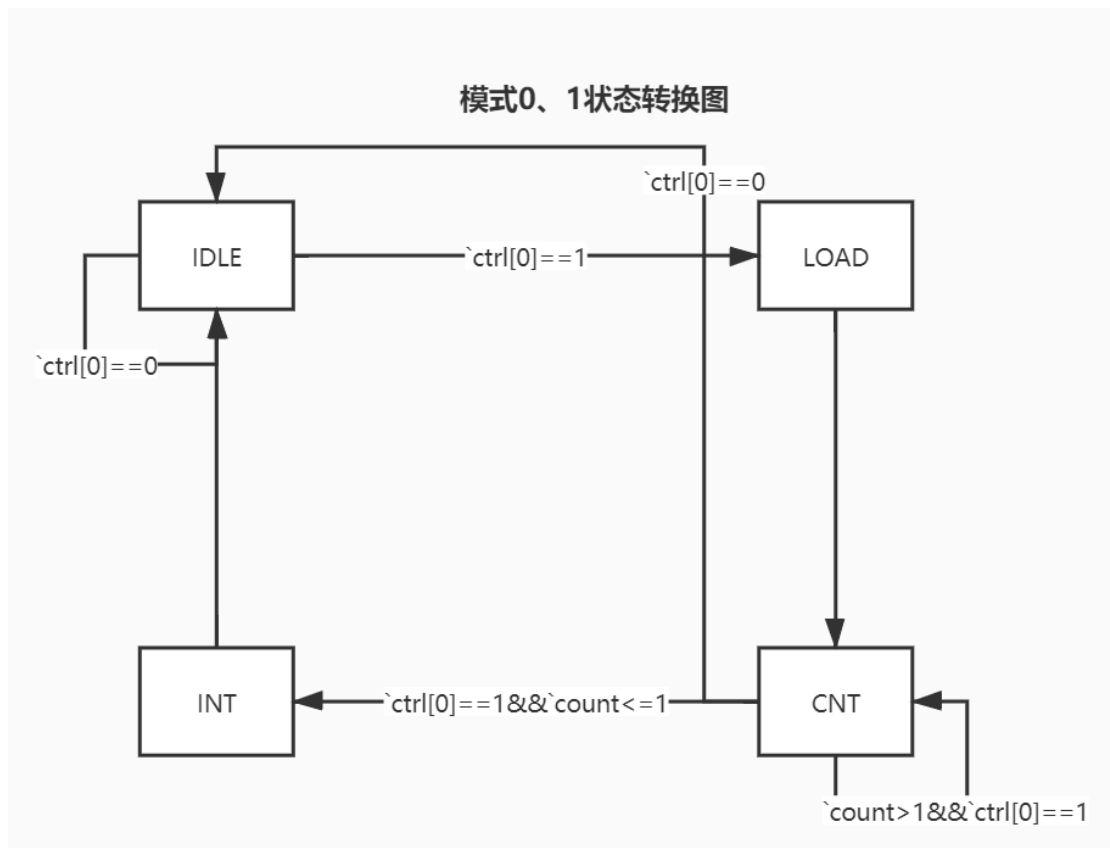 模式0、1状态转换图
`ctrl[0]==0
IDLE
`ctrl[0]==1
LOAD
`ctrl[0]==0
INT
`ctrl[0]==1&&`count<=1
CNT
`count>1&&`ctrl[0]==1